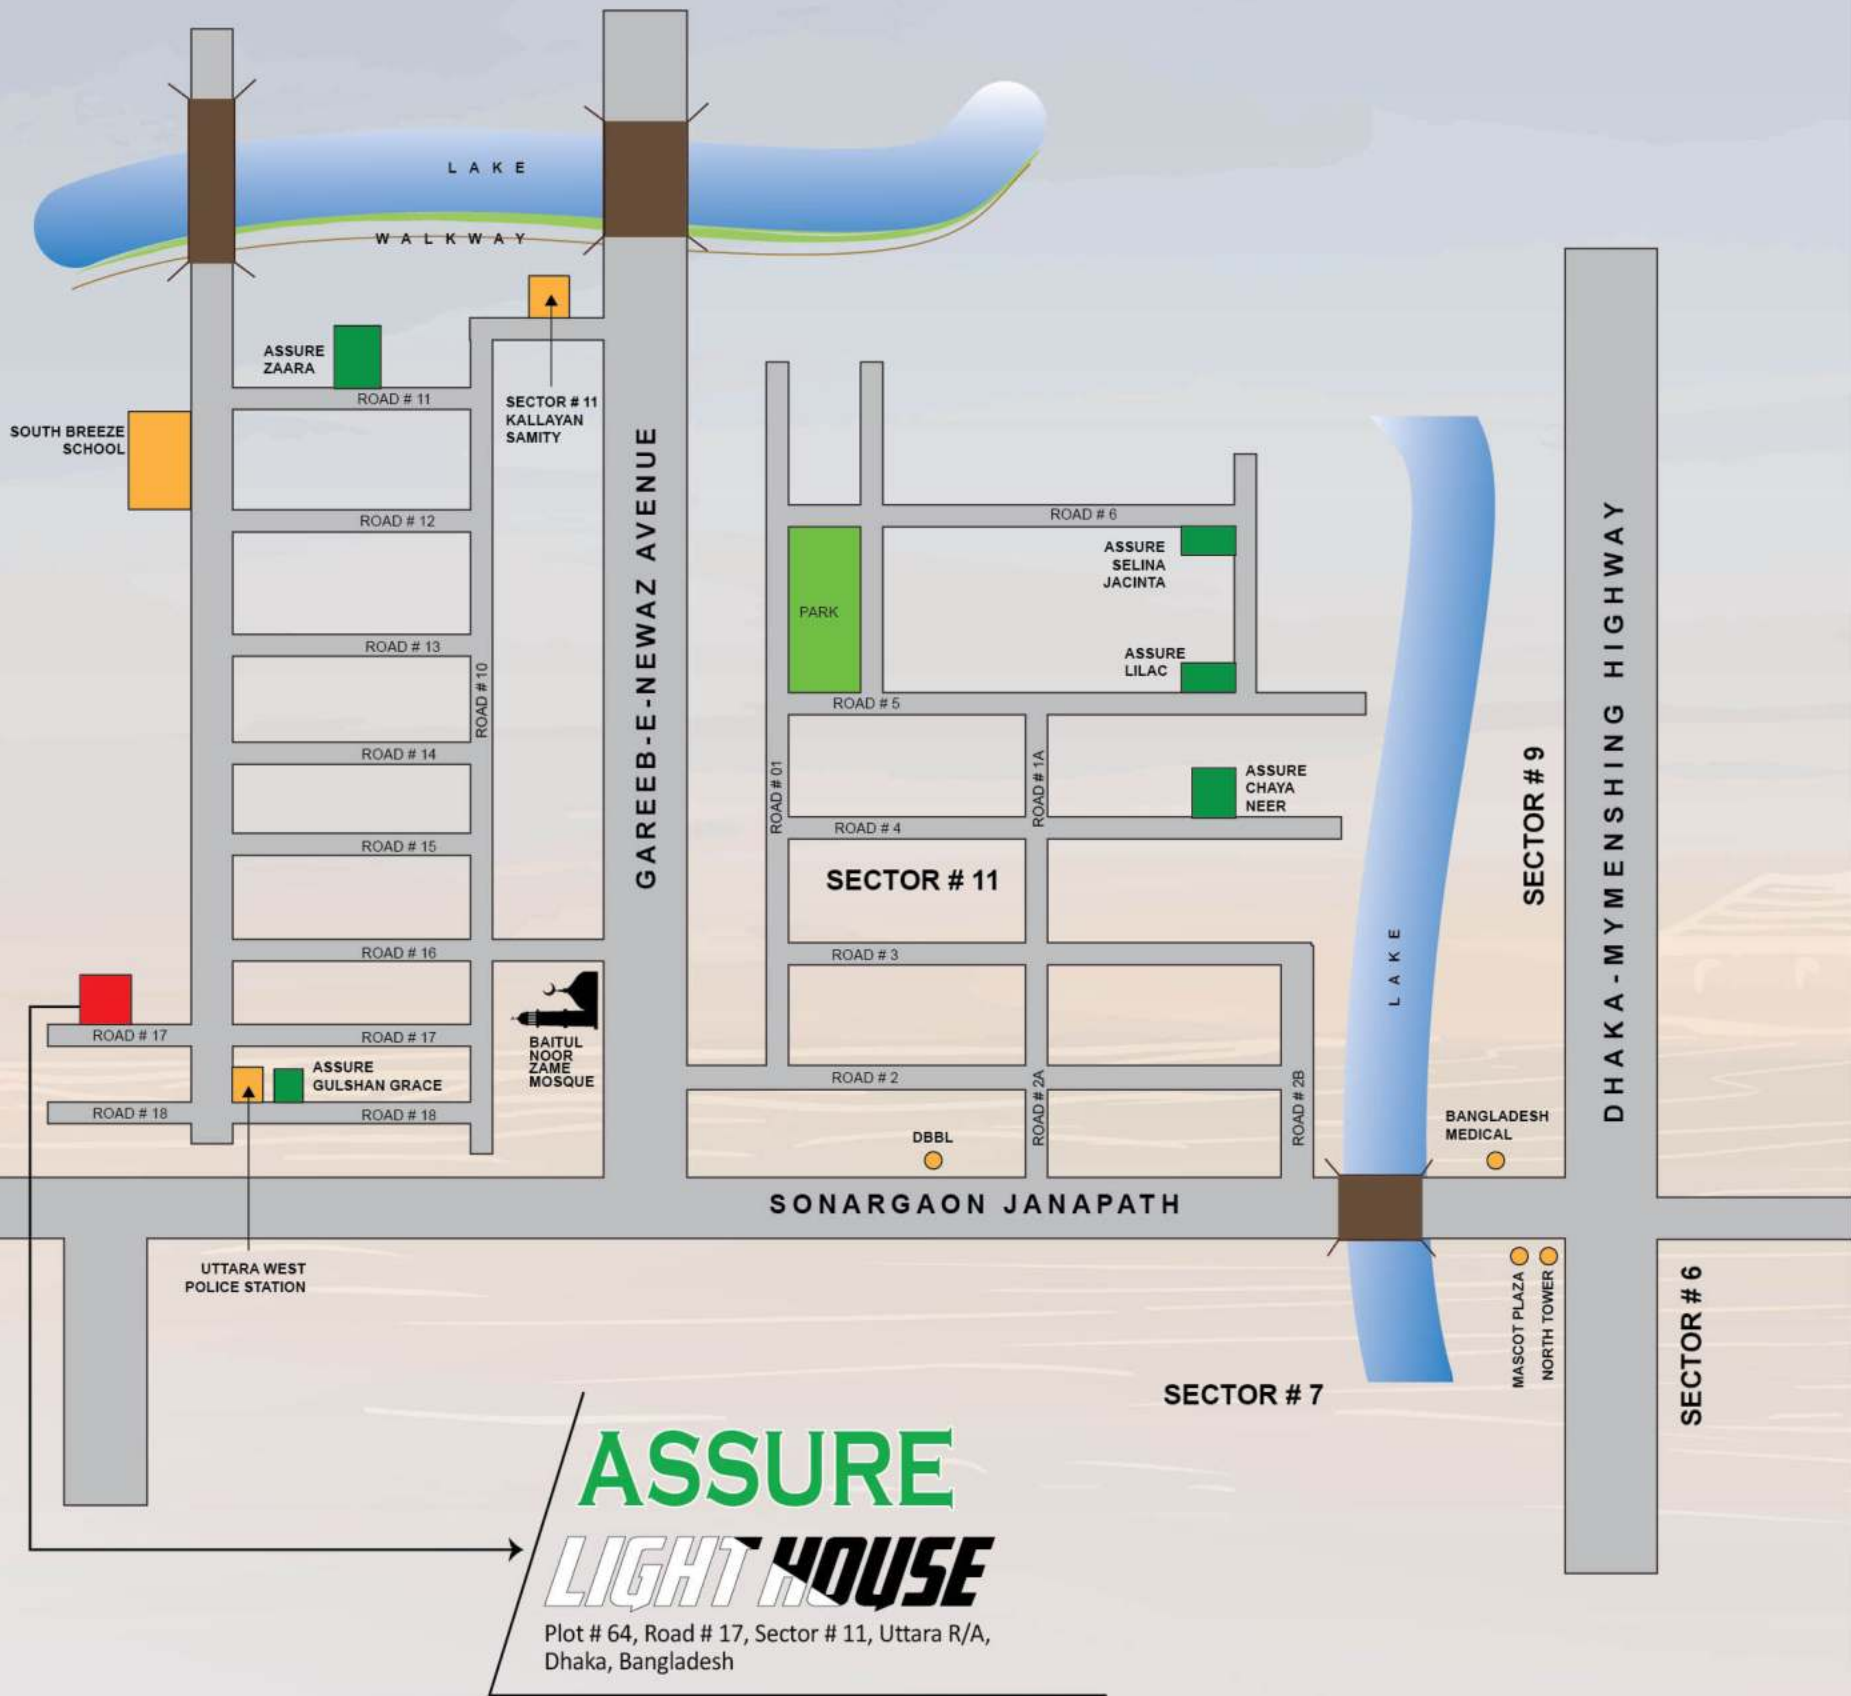 LAKE
WALKWAY
ASSURE
ZAARA
ROAD # 11
SOUTH BREEZE
SCHOOL
SECTOR # 11
KALLAYAN
SAMITY
ROAD # 12
ROAD # 13
ROAD # 10
ROAD # 14
ROAD # 15
ROAD # 16
ROAD # 17
ROAD # 17
ASSURE
GULSHAN GRACE
ROAD # 18
ROAD # 18
BAITUL
NOOR
ZAME
MOSQUE
UTTARA WEST
POLICE STATION
GAREEB-E-NEWAZ AVENUE
ROAD # 6
ASSURE
SELINA
JACINTA
PARK
ASSURE
LILAC
ROAD # 5
ROAD # 01
ROAD # 1A
ASSURE
CHAYA
NEER
ROAD # 4
SECTOR # 11
ROAD # 3
ROAD # 2
ROAD # 2A
ROAD # 2B
DBBL
LAKE
SECTOR # 9
DHAKA-MYMENSHING HIGHWAY
BANGLADESH
MEDICAL
SONARGAON JANAPATH
MASCOT PLAZA
NORTH TOWER
SECTOR # 6
SECTOR # 7
ASSURE
LIGHT HOUSE
Plot # 64, Road # 17, Sector # 11, Uttara R/A,
Dhaka, Bangladesh